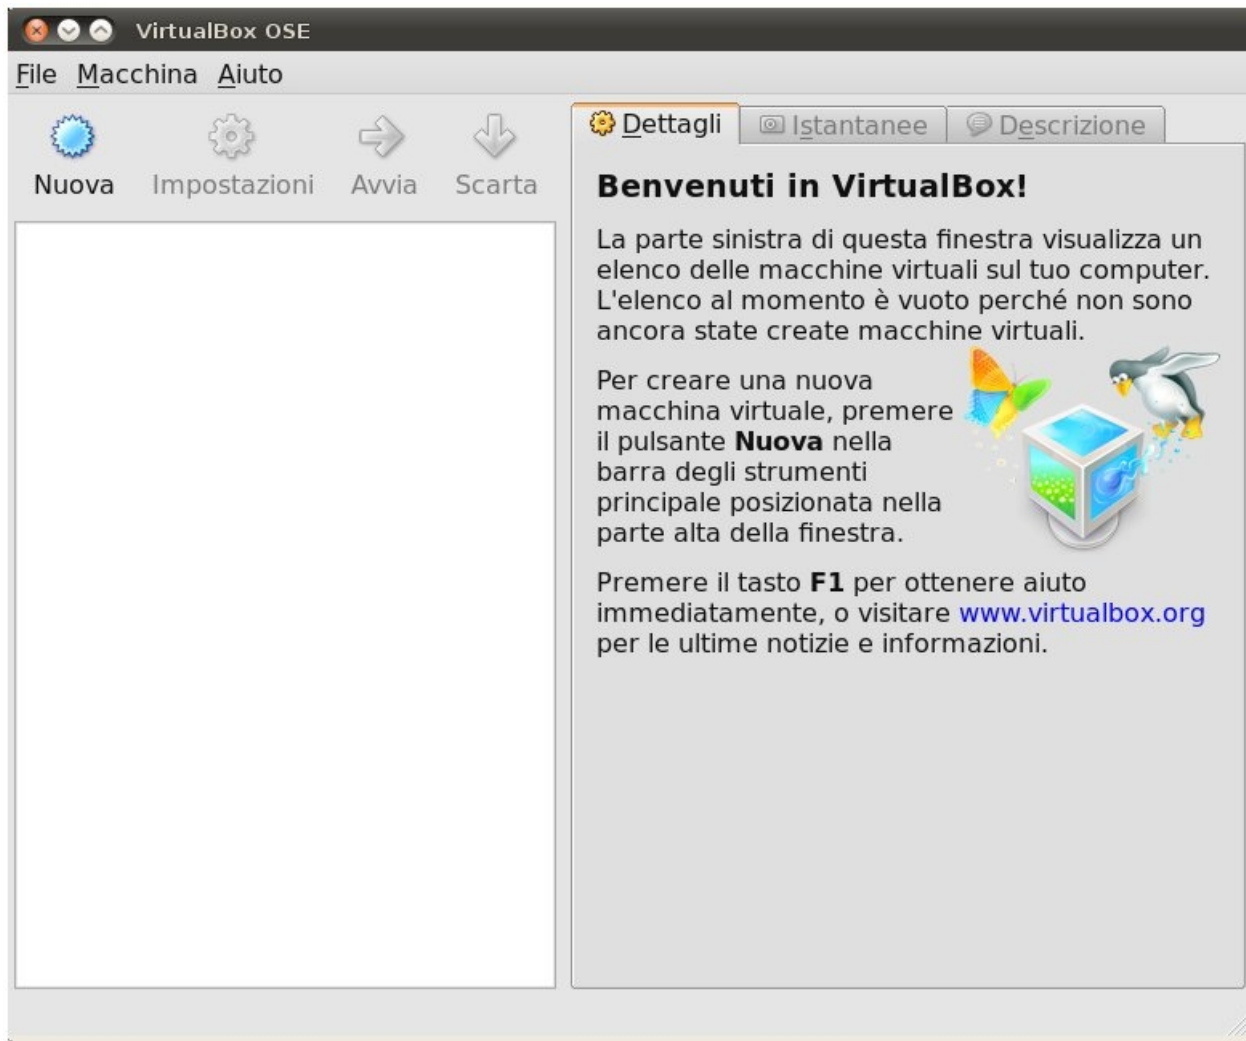 VirtualBox OSE
File Macchina Aiuto
Nuova Impostazioni Avvia Scarta
Dettagli Istantanee Descrizione
Benvenuti in VirtualBox!
La parte sinistra di questa finestra visualizza un
elenco delle macchine virtuali sul tuo computer.
L'elenco al momento è vuoto perché non sono
ancora state create macchine virtuali.
Per creare una nuova
macchina virtuale, premere
il pulsante Nuova nella
barra degli strumenti
principale posizionata nella
parte alta della finestra.
Premere il tasto F1 per ottenere aiuto
immediatamente, o visitare www.virtualbox.org
per le ultime notizie e informazioni.